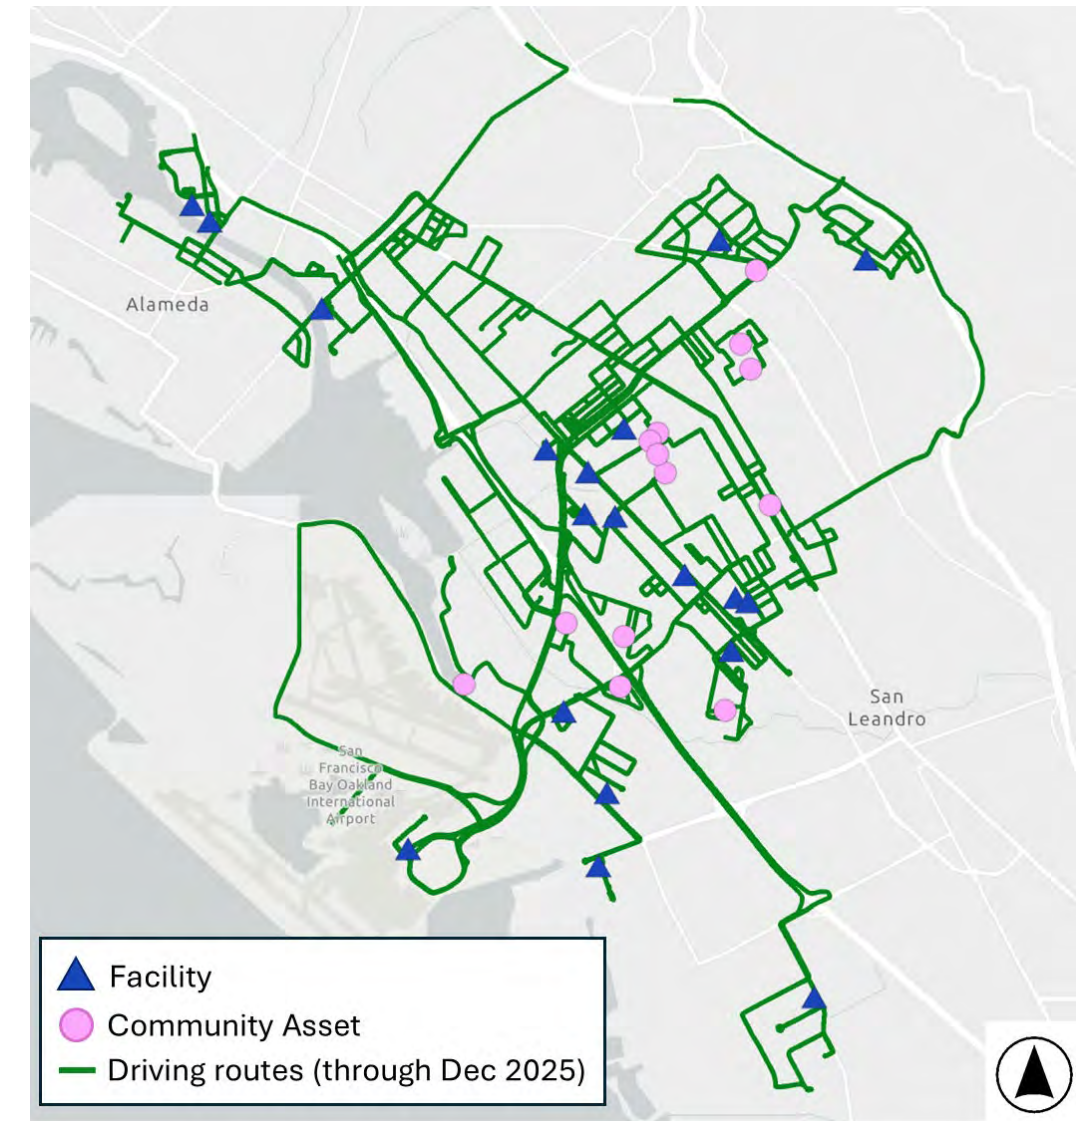 Alameda
San
Leandro
San
Francisco
Bay Oakland
International
Airport
Facility
Community Asset
Driving routes (through Dec 2025)